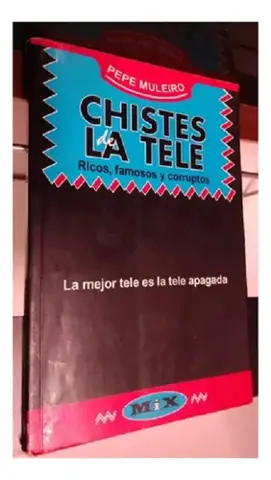 PEPE MULEIRO
CHISTES
de
LA TELE
Ricos, famosos y corruptos
La mejor tele es la tele apagada
MiX